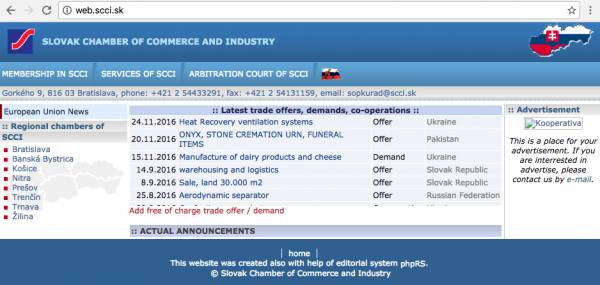 web.scci.sk
SLOVAK CHAMBER OF COMMERCE AND INDUSTRY
MEMBERSHIP IN SCCI
SERVICES OF SCCI
ARBITRATION COURT OF SCCI
Gorkého 9, 816 03 Bratislava, phone: +421 2 54433291, fax: +421 2 54131159, email: sopkurad@scci.sk
European Union News
:: Regional chambers of
SCCI
Bratislava
Banská Bystrica
Košice
Nitra
Prešov
Trenčín
Trnava
Žilina
:: Latest trade offers, demands, co-operations ::
24.11.2016 Heat Recovery ventilation systems Offer Ukraine
20.11.2016 ONYX, STONE CREMATION URN, FUNERAL
ITEMS Offer Pakistan
15.11.2016 Manufacture of dairy products and cheese Demand Ukraine
14.9.2016 warehousing and logistics Offer Slovak Republic
8.9.2016 Sale, land 30.000 m2 Offer Slovak Republic
25.8.2016 Aerodynamic separator Offer Russian Federation
Add free of charge trade offer / demand
:: ACTUAL ANNOUNCEMENTS
:: Advertisement
Kooperativa
This is a place for your
advertisement. If you
are interrested in
advertise, please
contact us by e-mail.
| home |
This website was created also with help of editorial system phpRS.
© Slovak Chamber of Commerce and Industry